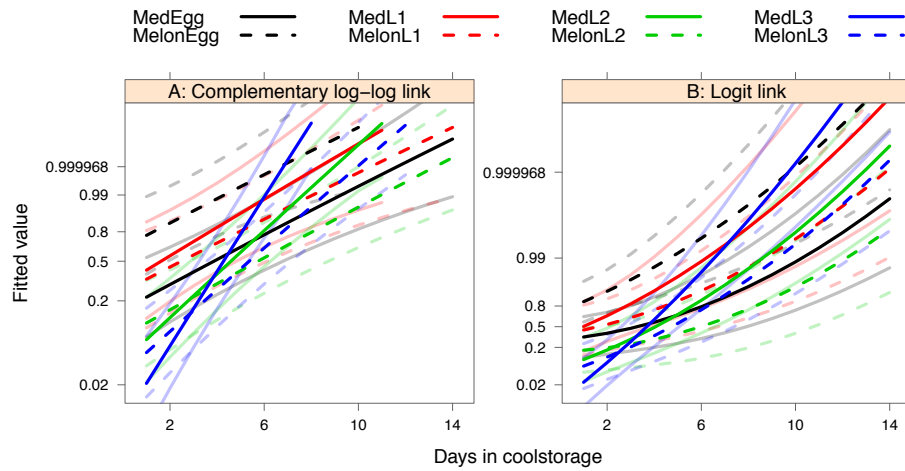 MedEgg MedL1 MedL2 MedL3
MelonEgg MelonL1 MelonL2 MelonL3
A: Complementary log−log link B: Logit link
Fitted value
0.999968
0.99
0.8
0.5
0.2
0.02
0.999968
0.99
0.8
0.5
0.2
0.02
2 6 10 14 2 6 10 14
Days in coolstorage